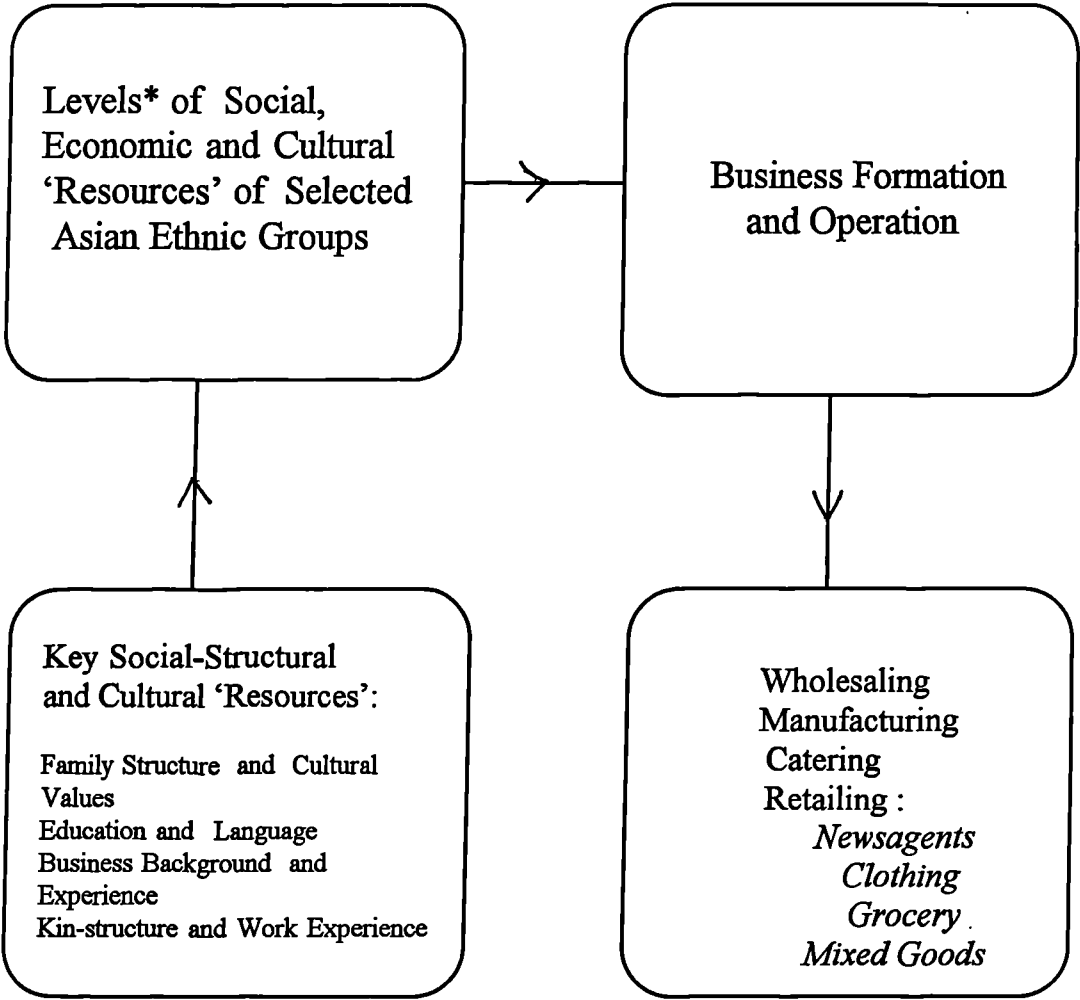 Levels* of Social,
Economic and Cultural
‘Resources’ of Selected
Asian Ethnic Groups
Business Formation
and Operation
Key Social-Structural
and Cultural ‘Resources’:
Family Structure and Cultural
Values
Education and Language
Business Background and
Experience
Kin-structure and Work Experience
Wholesaling
Manufacturing
Catering
Retailing :
Newsagents
Clothing
Grocery
Mixed Goods